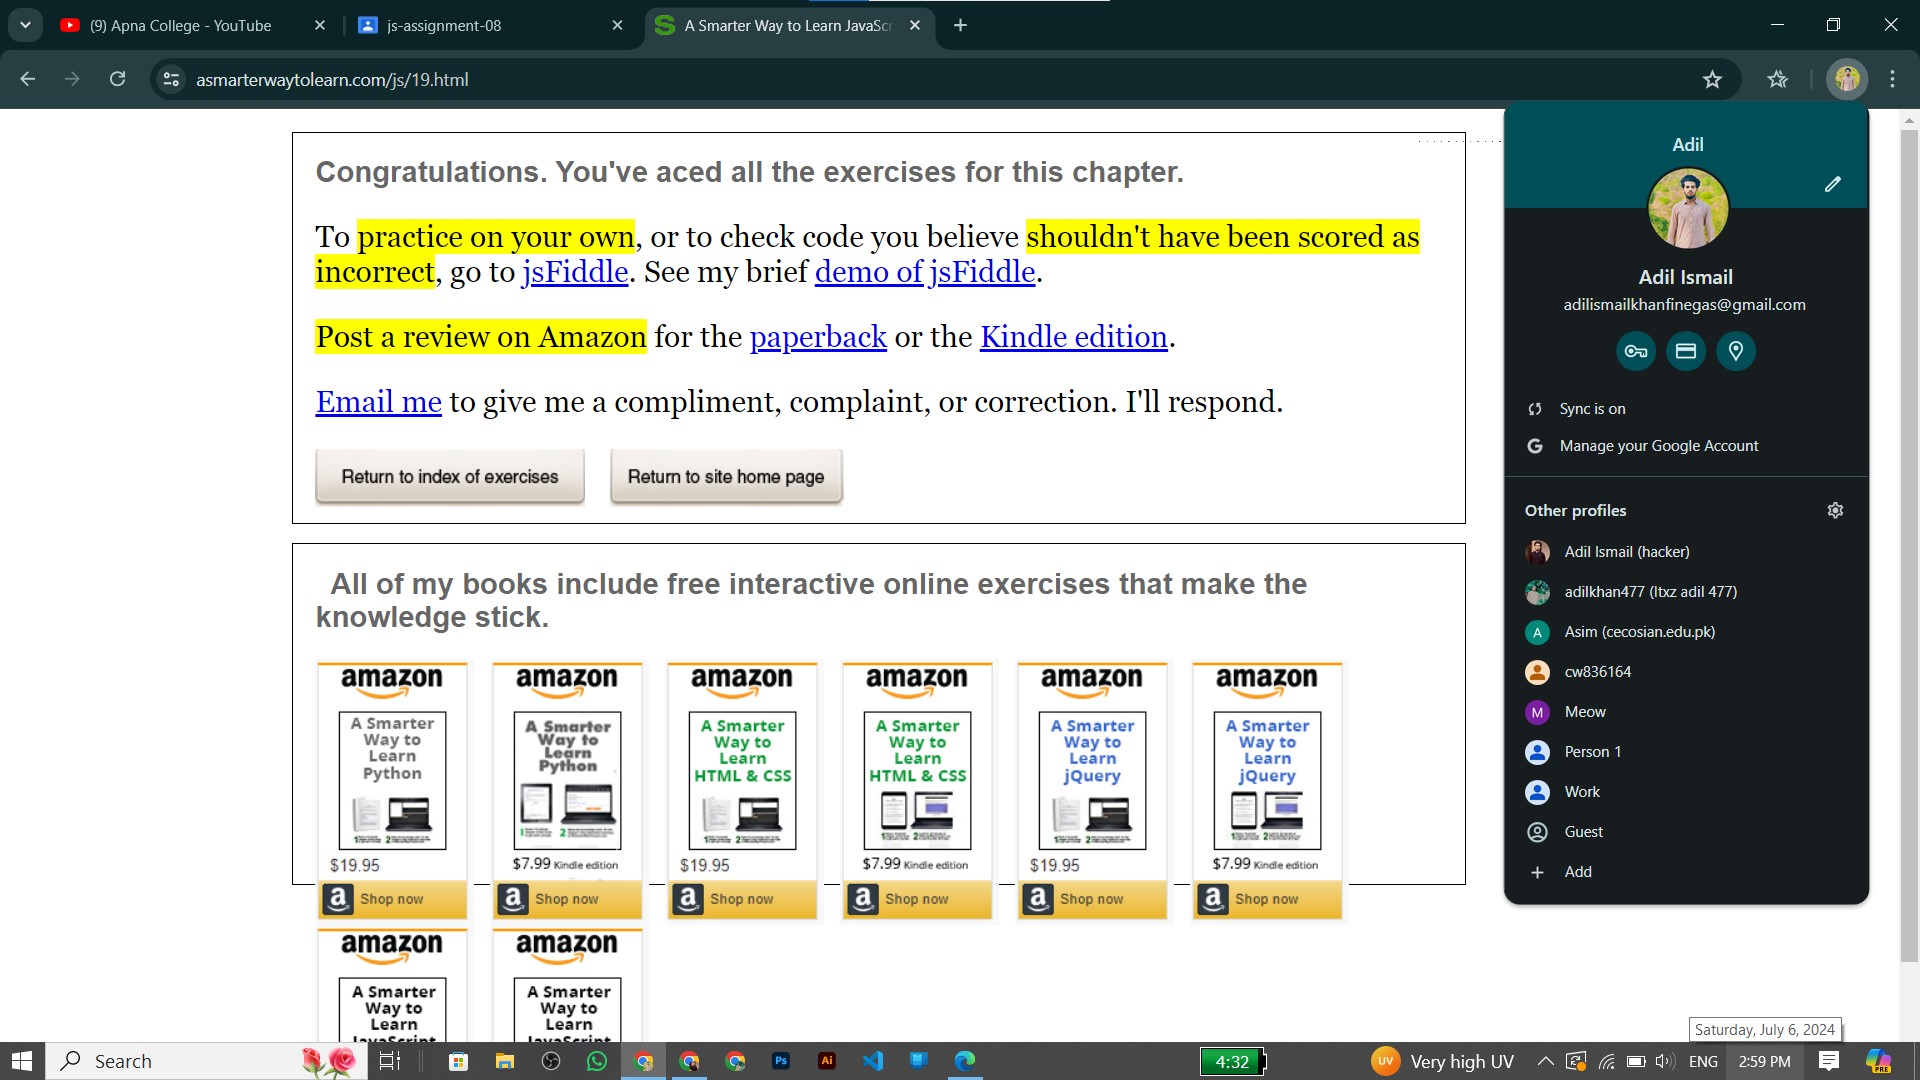 (9) Apna College - YouTube
js-assignment-08
A Smarter Way to Learn JavaScr
asmarterwaytolearn.com/js/19.html
Congratulations. You've aced all the exercises for this chapter.
To practice on your own, or to check code you believe shouldn't have been scored as
incorrect, go to jsFiddle. See my brief demo of jsFiddle.
Post a review on Amazon for the paperback or the Kindle edition.
Email me to give me a compliment, complaint, or correction. I'll respond.
Return to index of exercises
Return to site home page
All of my books include free interactive online exercises that make the
knowledge stick.
amazon
A Smarter
Way to
Learn
Python
$19.95
Shop now
amazon
A Smarter
Way to
Learn
Python
$7.99 Kindle edition
Shop now
amazon
A Smarter
Way to
Learn
HTML & CSS
$19.95
Shop now
amazon
A Smarter
Way to
Learn
HTML & CSS
$7.99 Kindle edition
Shop now
amazon
A Smarter
Way to
Learn
jQuery
$19.95
Shop now
amazon
A Smarter
Way to
Learn
jQuery
$7.99 Kindle edition
Shop now
amazon
A Smarter
Way to
Learn
JavaScript
amazon
A Smarter
Way to
Learn
JavaScript
Adil
Adil Ismail
adilismailkhanfinegas@gmail.com
Sync is on
Manage your Google Account
Other profiles
Adil Ismail (hacker)
adilkhan477 (ltxz adil 477)
A
Asim (cecosian.edu.pk)
cw836164
M
Meow
Person 1
Work
Guest
Add
Saturday, July 6, 2024
Search
Ps
Ai
4:32
UV
Very high UV
ENG
2:59 PM
PRE